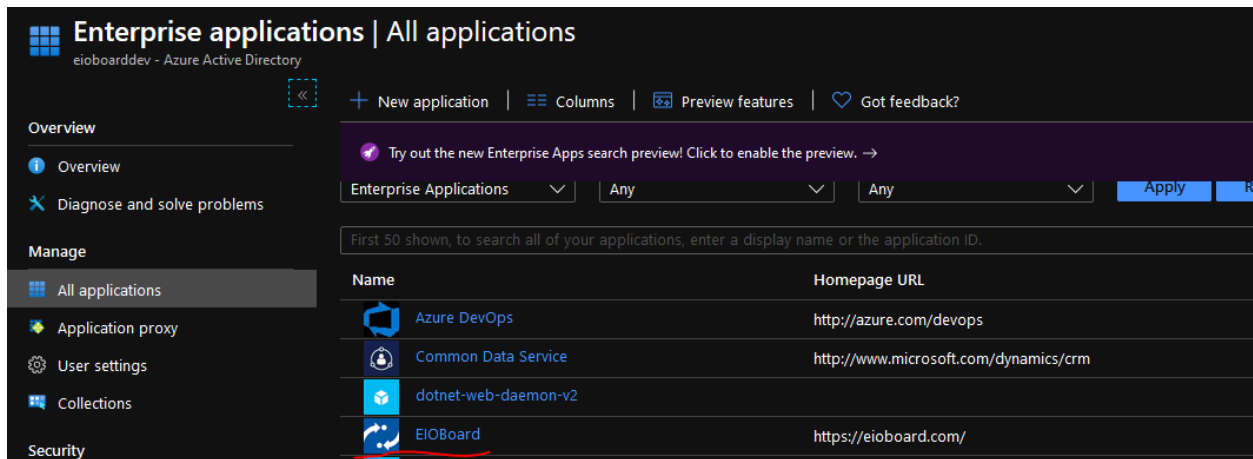 Enterprise applications | All applications
eioboarddev - Azure Active Directory
«
Overview
Overview
Diagnose and solve problems
Manage
All applications
Application proxy
User settings
Collections
Security
+ New application
Columns
Preview features
Got feedback?
Try out the new Enterprise Apps search preview! Click to enable the preview. →
Enterprise Applications Any Any Apply R
First 50 shown, to search all of your applications, enter a display name or the application ID.
Name Homepage URL
Azure DevOps http://azure.com/devops
Common Data Service http://www.microsoft.com/dynamics/crm
dotnet-web-daemon-v2
EIOBoard https://eioboard.com/